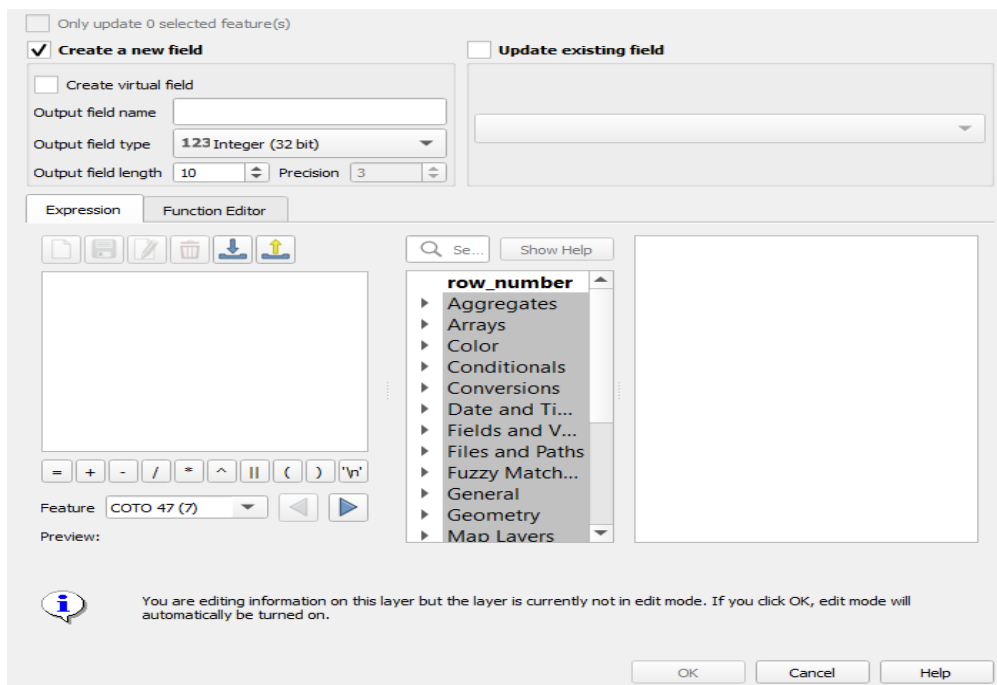 Only update 0 selected feature(s)
Create a new field
Update existing field
Create virtual field
Output field name
Output field type 123 Integer (32 bit)
Output field length 10 Precision 3
Expression Function Editor
Se... Show Help
row_number
Aggregates
Arrays
Color
Conditionals
Conversions
Date and Ti...
Fields and V...
Files and Paths
Fuzzy Match...
General
Geometry
Map Layers
= + - / * ^ || ( ) '\n'
Feature COTO 47 (7)
Preview:
You are editing information on this layer but the layer is currently not in edit mode. If you click OK, edit mode will
automatically be turned on.
OK Cancel Help